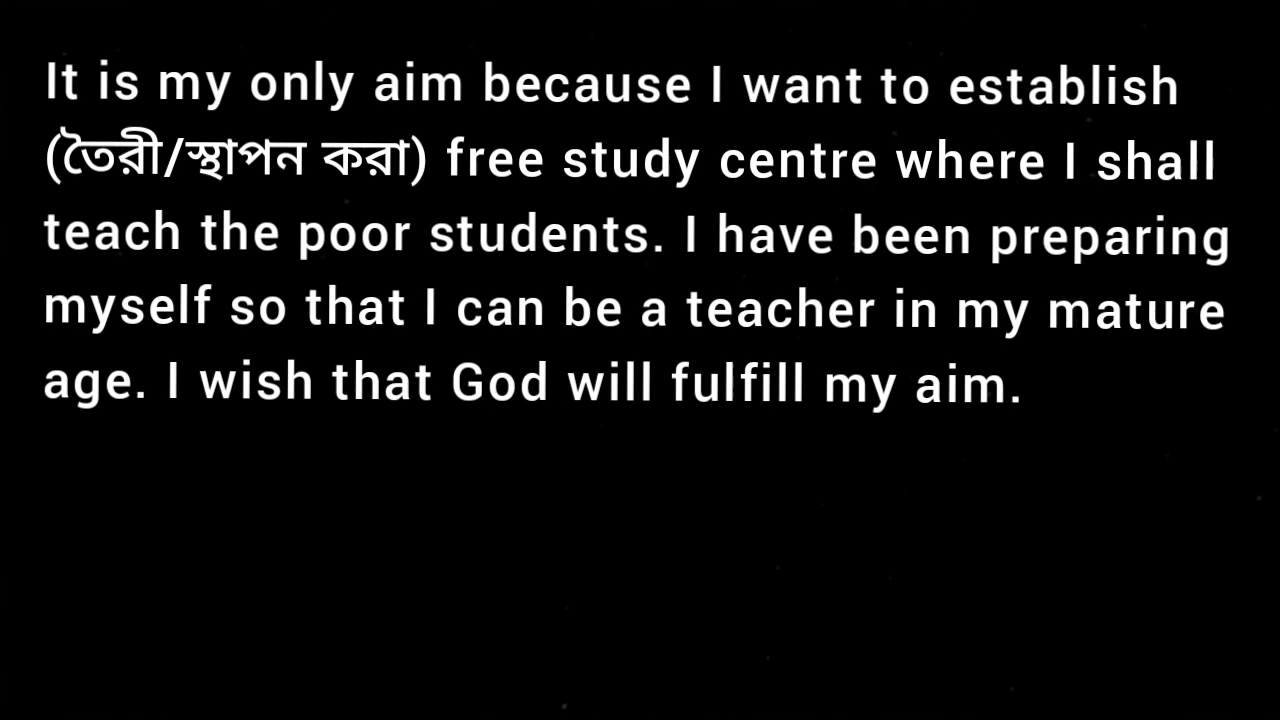 It is my only aim because I want to establish
(তৈরী/স্থাপন করা) free study centre where I shall
teach the poor students. I have been preparing
myself so that I can be a teacher in my mature
age. I wish that God will fulfill my aim.